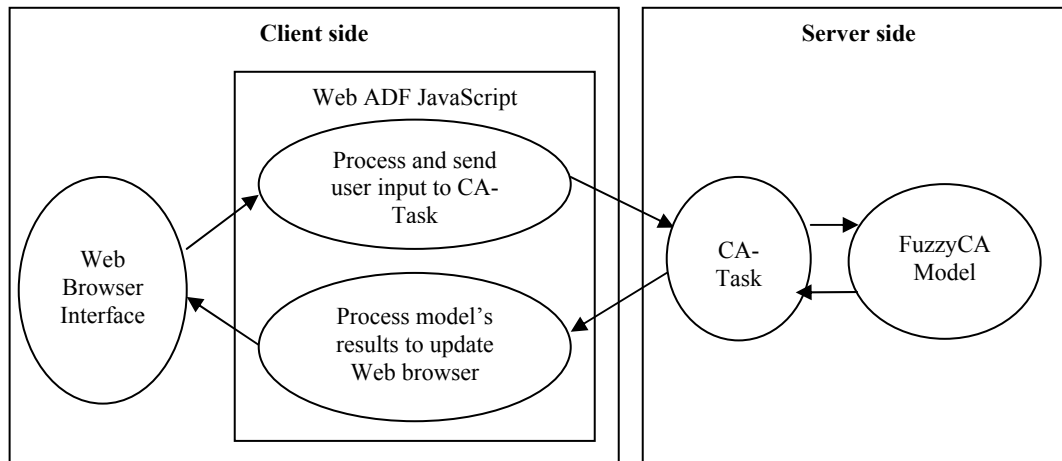 Client side
Server side
Web ADF JavaScript
Process and send
user input to CA-
Task
Web
Browser
Interface
Process model’s
results to update
Web browser
CA-
Task
FuzzyCA
Model